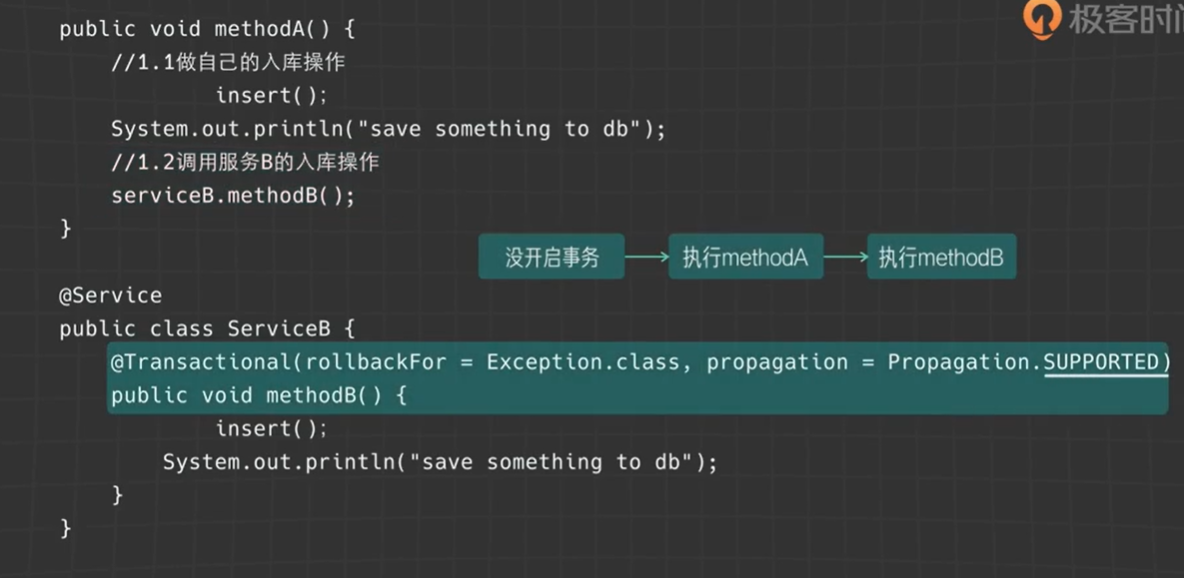 极客时间
public void methodA() {
//1.1做自己的入库操作
insert();
System.out.println("save something to db");
//1.2调用服务B的入库操作
serviceB.methodB();
}
没开启事务
执行methodA
执行methodB
@Service
public class ServiceB {
@Transactional(rollbackFor = Exception.class, propagation = Propagation.SUPPORTED)
public void methodB() {
insert();
System.out.println("save something to db");
}
}